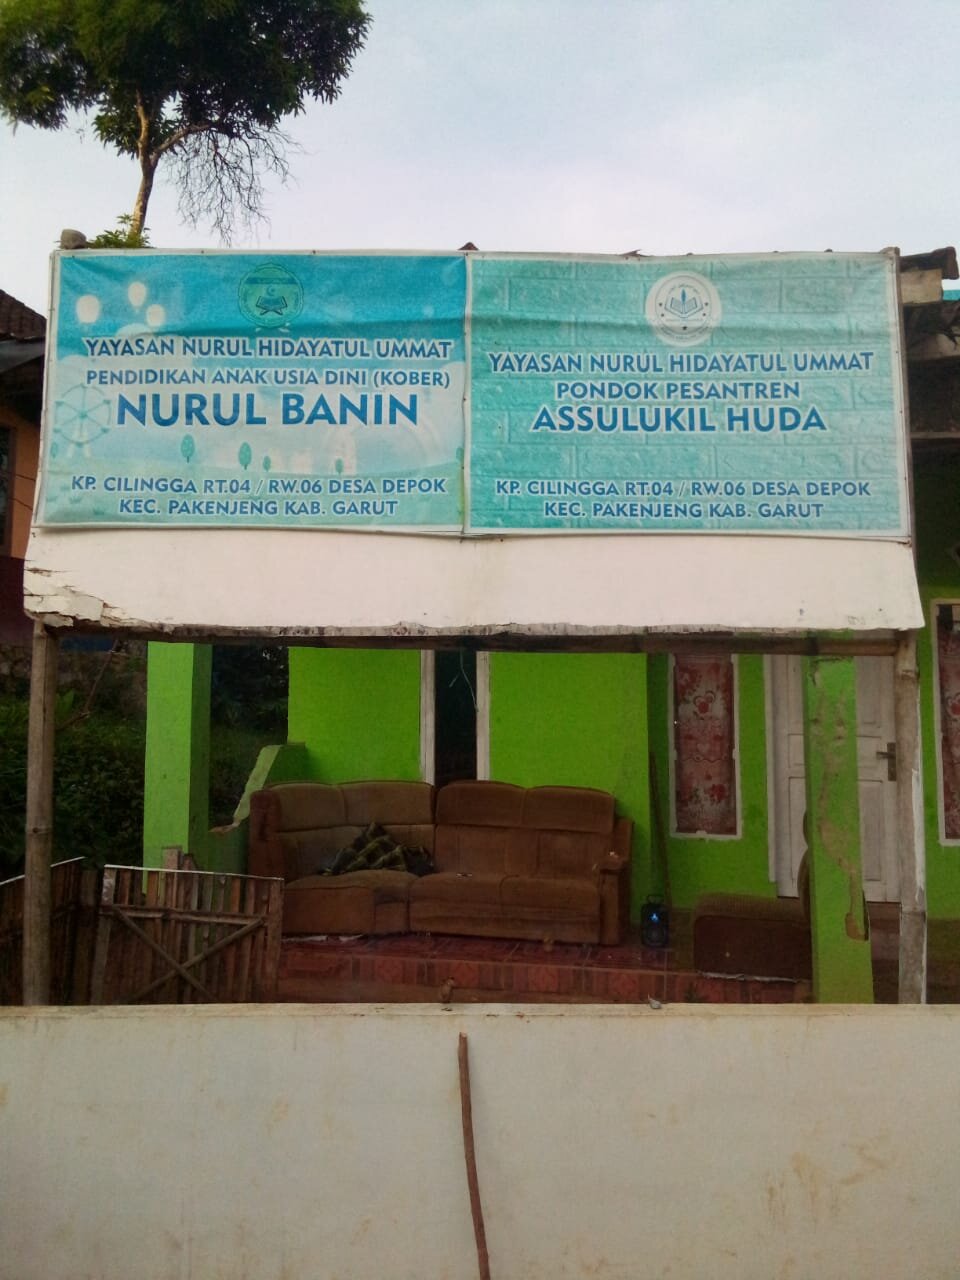 YAYASAN NURUL HIDAYATUL UMMAT
PENDIDIKAN ANAK USIA DINI (KOBER)
NURUL BANIN
KP. CILINGGA RT.04 / RW.06 DESA DEPOK
KEC. PAKENJENG KAB. GARUT
YAYASAN NURUL HIDAYATUL UMMAT
PONDOK PESANTREN
ASSULUKIL HUDA
KP. CILINGGA RT.04 / RW.06 DESA DEPOK
KEC. PAKENJENG KAB. GARUT